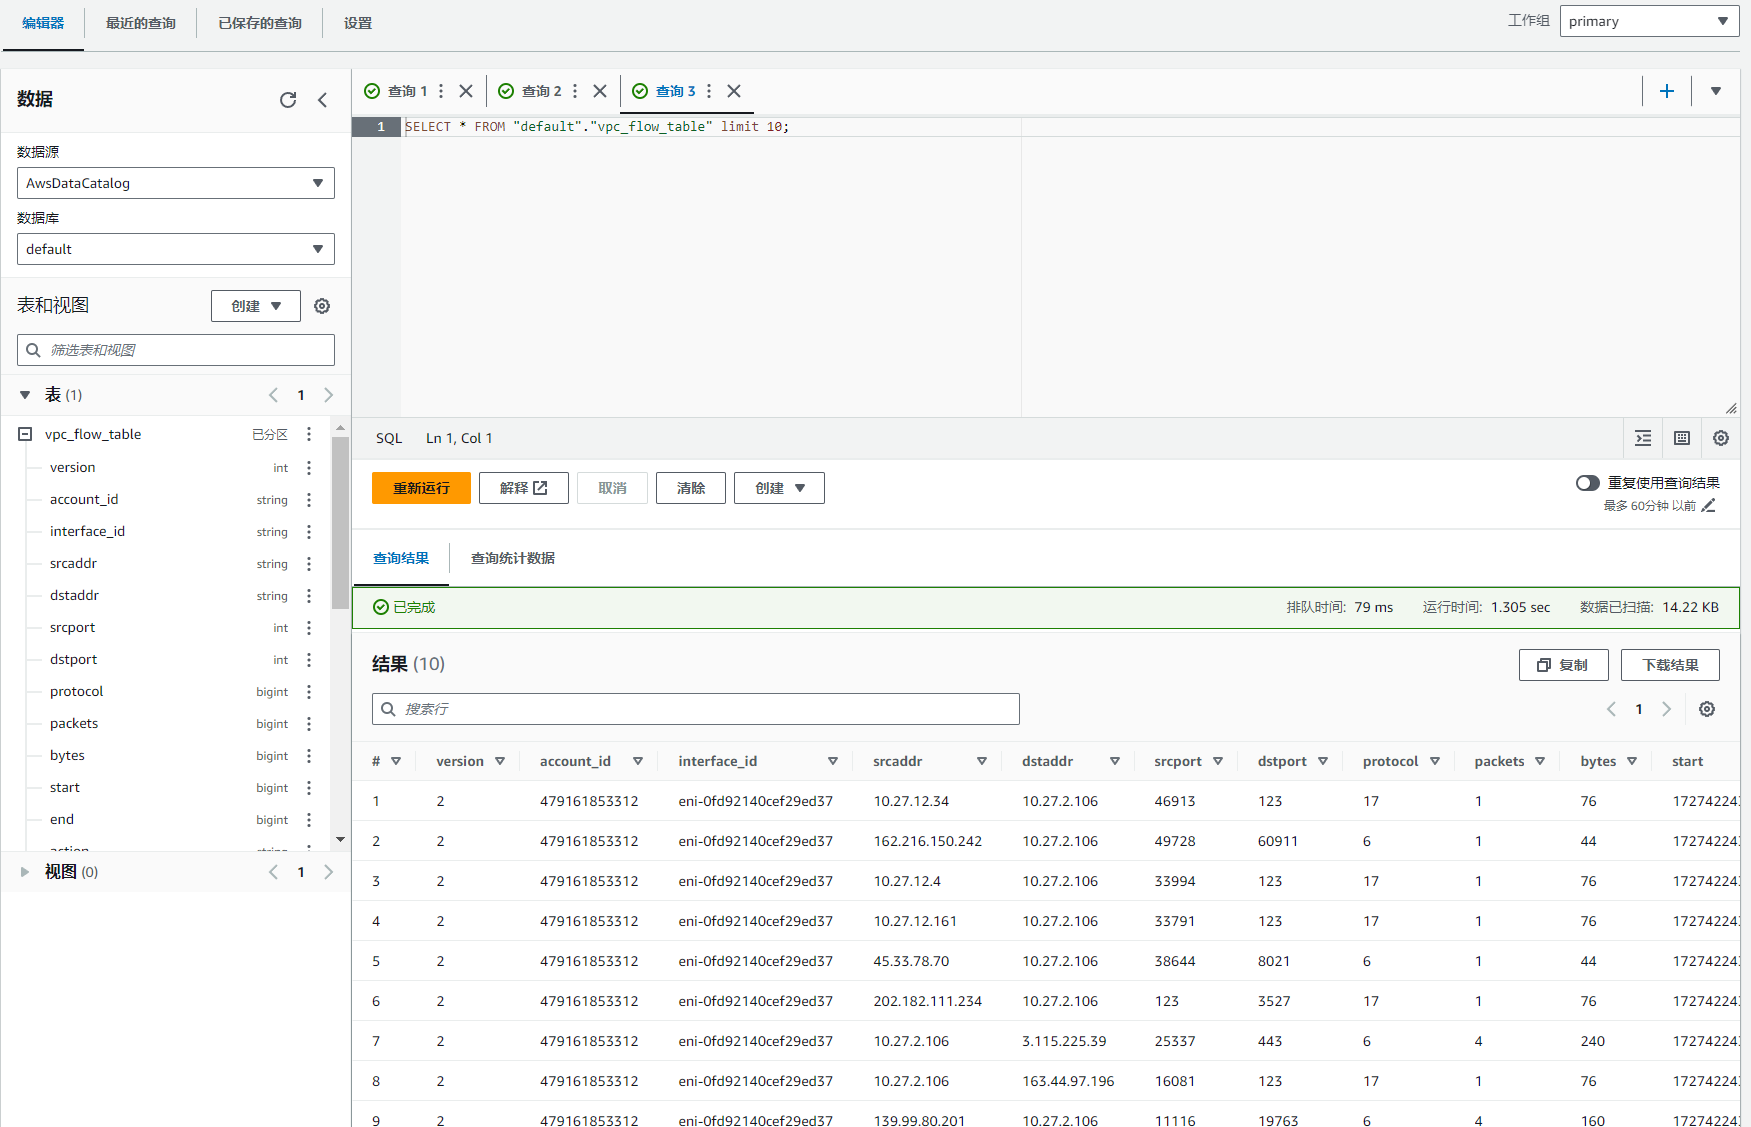 编辑器 最近的查询 已保存的查询 设置 工作组 primary
数据
查询 1 查询 2 查询 3
1 SELECT * FROM "default"."vpc_flow_table" limit 10;
数据源
AwsDataCatalog
数据库
default
表和视图 创建
筛选表和视图
表 (1) 1
vpc_flow_table 已分区
version int
account_id string
interface_id string
srcaddr string
dstaddr string
srcport int
dstport int
protocol bigint
packets bigint
bytes bigint
start bigint
end bigint
action string
视图 (0) 1
SQL Ln 1, Col 1
重新运行 解释 取消 清除 创建 重复使用查询结果
最多 60分钟 以前
查询结果 查询统计数据
已完成 排队时间: 79 ms 运行时间: 1.305 sec 数据已扫描: 14.22 KB
结果 (10) 复制 下载结果
搜索行 1
# version account_id interface_id srcaddr dstaddr srcport dstport protocol packets bytes start
1 2 479161853312 eni-0fd92140cef29ed37 10.27.12.34 10.27.2.106 46913 123 17 1 76 172742243
2 2 479161853312 eni-0fd92140cef29ed37 162.216.150.242 10.27.2.106 49728 60911 6 1 44 172742243
3 2 479161853312 eni-0fd92140cef29ed37 10.27.12.4 10.27.2.106 33994 123 17 1 76 172742243
4 2 479161853312 eni-0fd92140cef29ed37 10.27.12.161 10.27.2.106 33791 123 17 1 76 172742243
5 2 479161853312 eni-0fd92140cef29ed37 45.33.78.70 10.27.2.106 38644 8021 6 1 44 172742243
6 2 479161853312 eni-0fd92140cef29ed37 202.182.111.234 10.27.2.106 123 3527 17 1 76 172742243
7 2 479161853312 eni-0fd92140cef29ed37 10.27.2.106 3.115.225.39 25337 443 6 4 240 172742243
8 2 479161853312 eni-0fd92140cef29ed37 10.27.2.106 163.44.97.196 16081 123 17 1 76 172742243
9 2 479161853312 eni-0fd92140cef29ed37 139.99.80.201 10.27.2.106 11116 19763 6 4 160 172742243